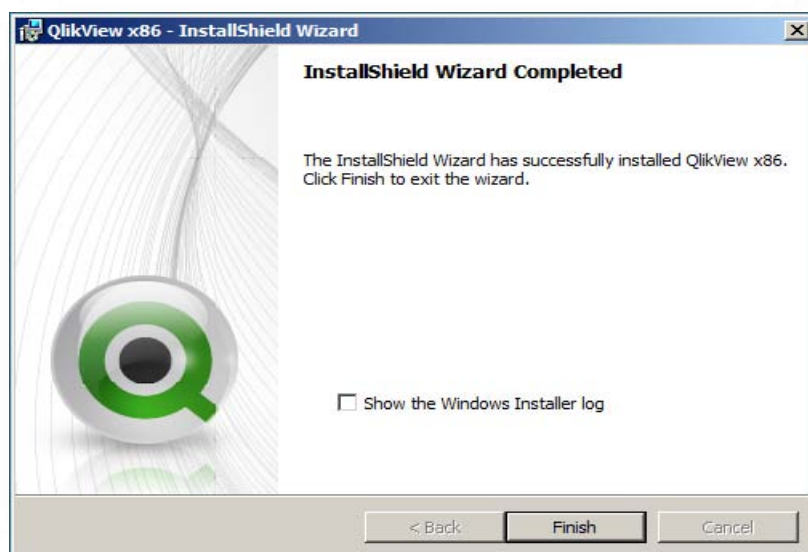 QlikView x86 - InstallShield Wizard
InstallShield Wizard Completed
The InstallShield Wizard has successfully installed QlikView x86.
Click Finish to exit the wizard.
Show the Windows Installer log
< Back
Finish
Cancel